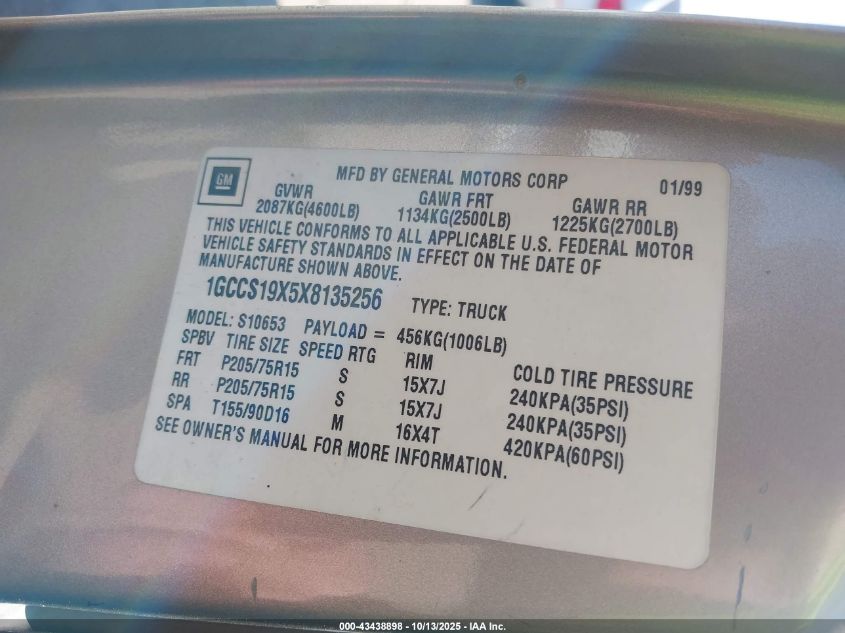 GM
MFD BY GENERAL MOTORS CORP 01/99
GVWR GAWR FRT GAWR RR
2087KG(4600LB) 1134KG(2500LB) 1225KG(2700LB)
THIS VEHICLE CONFORMS TO ALL APPLICABLE U.S. FEDERAL MOTOR
VEHICLE SAFETY STANDARDS IN EFFECT ON THE DATE OF
MANUFACTURE SHOWN ABOVE.
1GCCS19X5X8135256 TYPE: TRUCK
MODEL: S10653 PAYLOAD = 456KG(1006LB)
SPBV TIRE SIZE SPEED RTG RIM COLD TIRE PRESSURE
FRT P205/75R15 S 15X7J 240KPA(35PSI)
RR P205/75R15 S 15X7J 240KPA(35PSI)
SPA T155/90D16 M 16X4T 420KPA(60PSI)
SEE OWNER'S MANUAL FOR MORE INFORMATION.
000-43438898 - 10/13/2025 - IAA Inc.